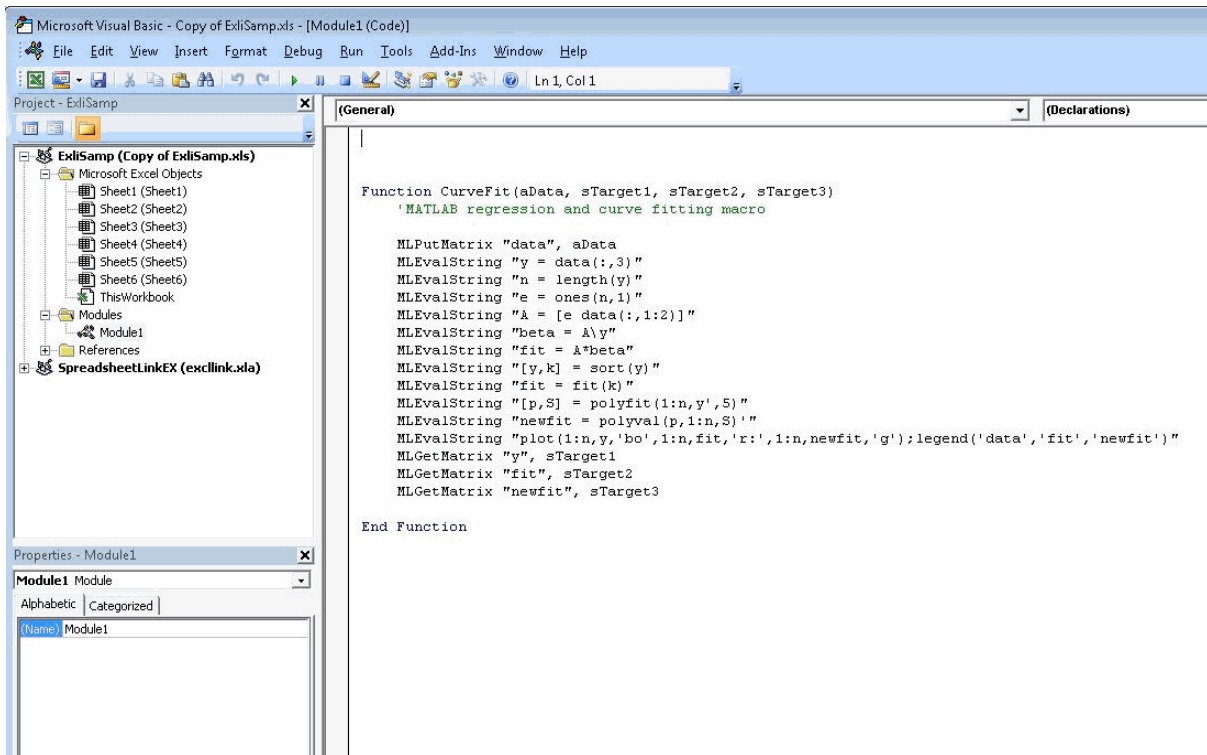 Microsoft Visual Basic - Copy of ExliSamp.xls - [Module1 (Code)]
File Edit View Insert Format Debug Run Tools Add-Ins Window Help
Ln 1, Col 1
Project - ExliSamp
ExliSamp (Copy of ExliSamp.xls)
Microsoft Excel Objects
Sheet1 (Sheet1)
Sheet2 (Sheet2)
Sheet3 (Sheet3)
Sheet4 (Sheet4)
Sheet5 (Sheet5)
Sheet6 (Sheet6)
ThisWorkbook
Modules
Module1
References
SpreadsheetLinkEX (excllink.xla)
Properties - Module1
Module1 Module
Alphabetic Categorized
(Name) Module1
(General) (Declarations)
Function CurveFit(aData, sTarget1, sTarget2, sTarget3)
'MATLAB regression and curve fitting macro
MLPutMatrix "data", aData
MLEvalString "y = data(:,3)"
MLEvalString "n = length(y)"
MLEvalString "e = ones(n,1)"
MLEvalString "A = [e data(:,1:2)]"
MLEvalString "beta = A\y"
MLEvalString "fit = A*beta"
MLEvalString "[y,k] = sort(y)"
MLEvalString "fit = fit(k)"
MLEvalString "[p,S] = polyfit(1:n,y',5)"
MLEvalString "newfit = polyval(p,1:n,S)'"
MLEvalString "plot(1:n,y,'bo',1:n,fit,'r:',1:n,newfit,'g');legend('data','fit','newfit')"
MLGetMatrix "y", sTarget1
MLGetMatrix "fit", sTarget2
MLGetMatrix "newfit", sTarget3
End Function